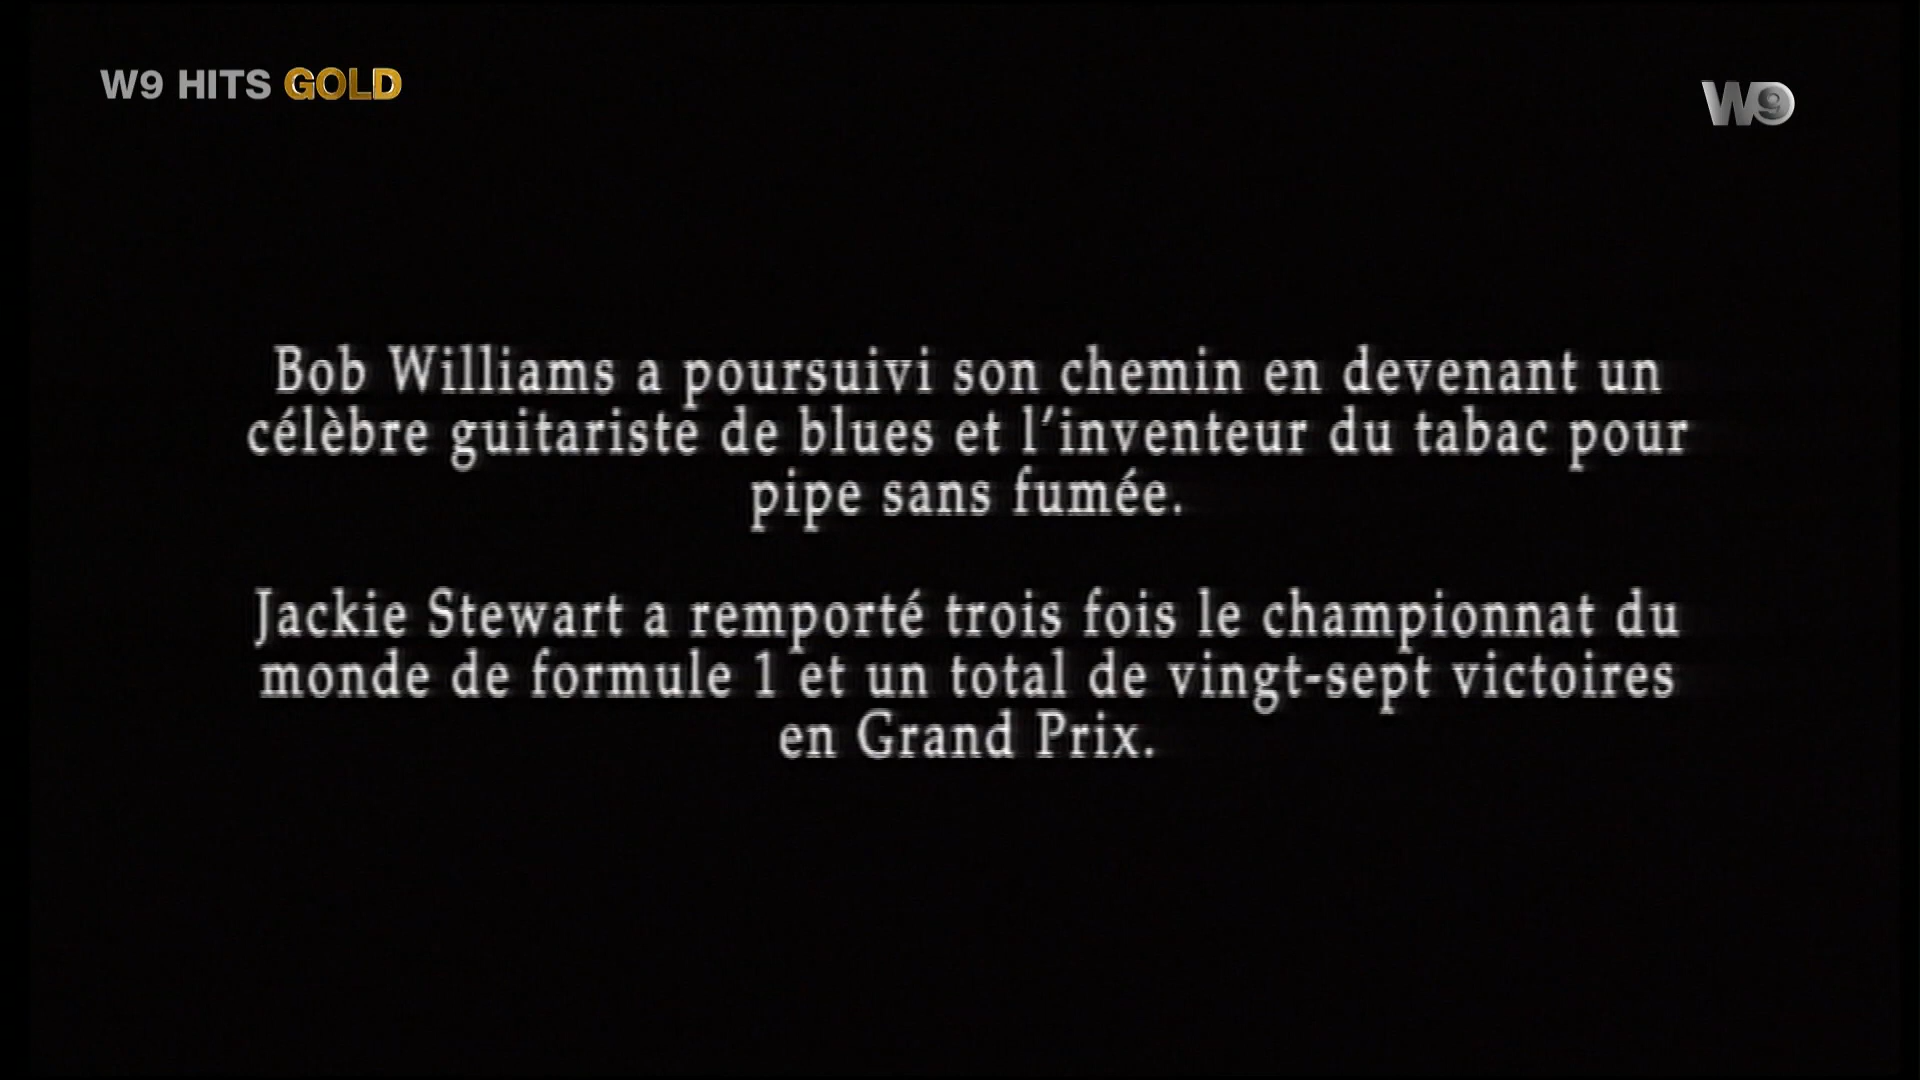 W9 HITS GOLD
W9
Bob Williams a poursuivi son chemin en devenant un
célèbre guitariste de blues et l'inventeur du tabac pour
pipe sans fumée.
Jackie Stewart a remporté trois fois le championnat du
monde de formule 1 et un total de vingt-sept victoires
en Grand Prix.